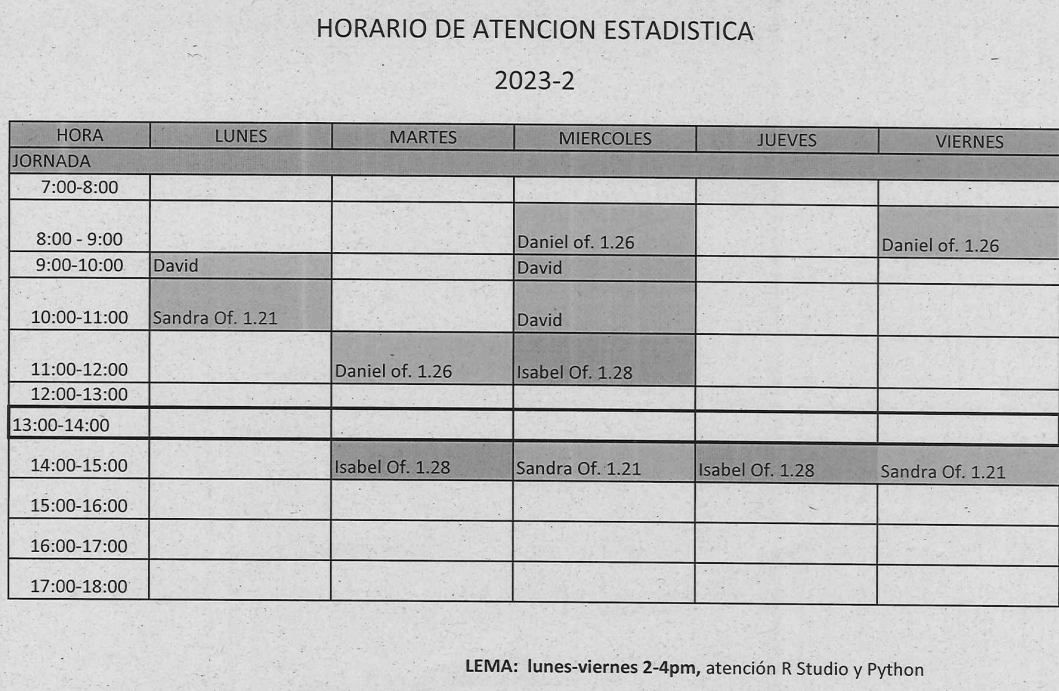 HORARIO DE ATENCION ESTADISTICA
2023-2
HORA LUNES MARTES MIERCOLES JUEVES VIERNES
JORNADA
7:00-8:00
8:00 - 9:00 Daniel of. 1.26 Daniel of. 1.26
9:00-10:00 David David
10:00-11:00 Sandra Of. 1.21 David
11:00-12:00 Daniel of. 1.26 Isabel Of. 1.28
12:00-13:00
13:00-14:00
14:00-15:00 Isabel Of. 1.28 Sandra Of. 1.21 Isabel Of. 1.28 Sandra Of. 1.21
15:00-16:00
16:00-17:00
17:00-18:00
LEMA: lunes-viernes 2-4pm, atención R Studio y Python